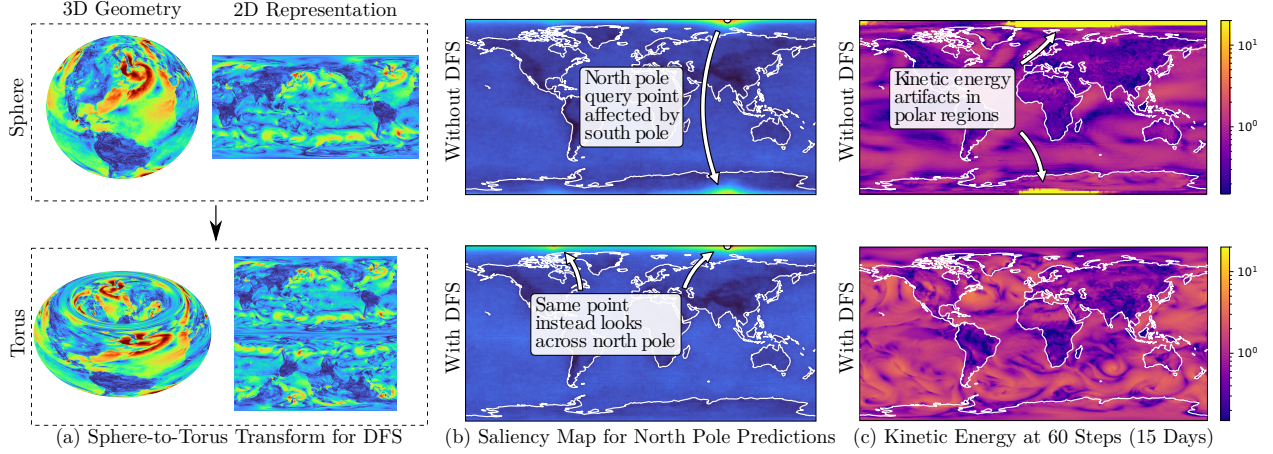 3D Geometry
2D Representation
Sphere
Torus
(a) Sphere-to-Torus Transform for DFS
Without DFS
North pole
query point
affected by
south pole
With DFS
Same point
instead looks
across north pole
(b) Saliency Map for North Pole Predictions
Without DFS
Kinetic energy
artifacts in
polar regions
10¹
10⁰
With DFS
10¹
10⁰
(c) Kinetic Energy at 60 Steps (15 Days)